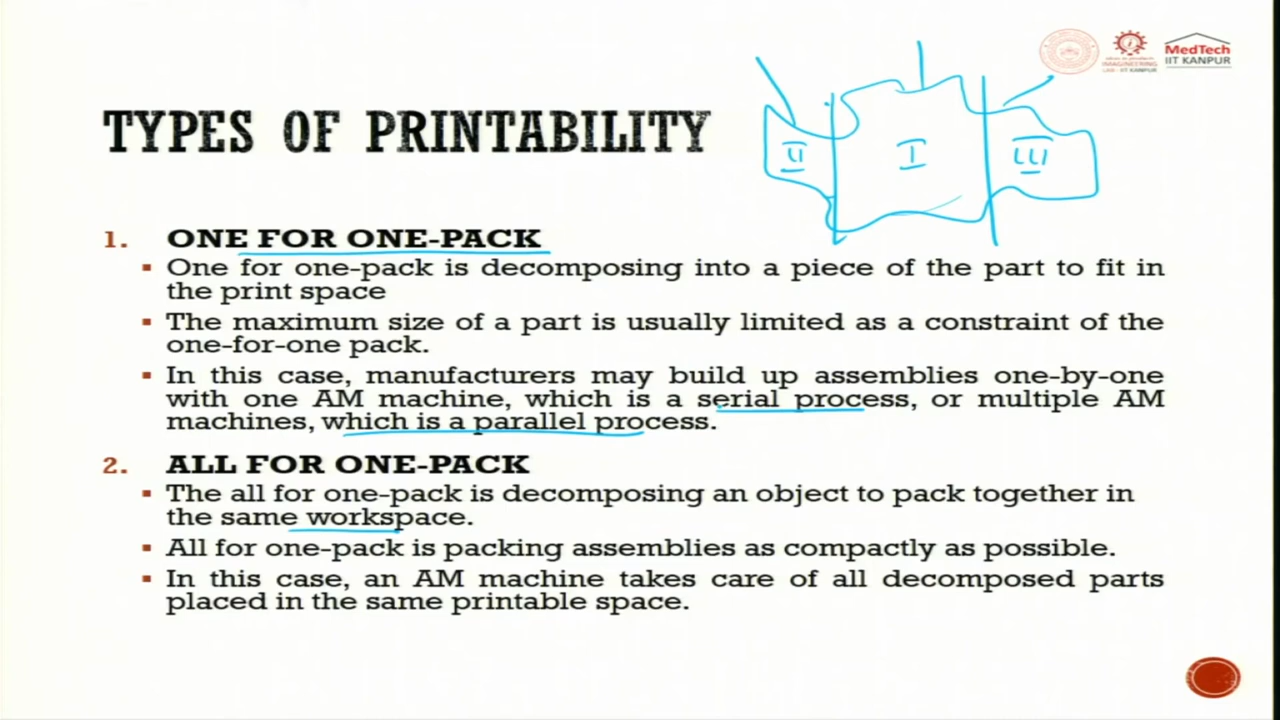 MedTech
IIT KANPUR
IMAGINEERING
LAB - IIT KANPUR
TYPES OF PRINTABILITY
II
I
III
1. ONE FOR ONE-PACK
▪ One for one-pack is decomposing into a piece of the part to fit in
the print space
▪ The maximum size of a part is usually limited as a constraint of the
one-for-one pack.
▪ In this case, manufacturers may build up assemblies one-by-one
with one AM machine, which is a serial process, or multiple AM
machines, which is a parallel process.
2. ALL FOR ONE-PACK
▪ The all for one-pack is decomposing an object to pack together in
the same workspace.
▪ All for one-pack is packing assemblies as compactly as possible.
▪ In this case, an AM machine takes care of all decomposed parts
placed in the same printable space.